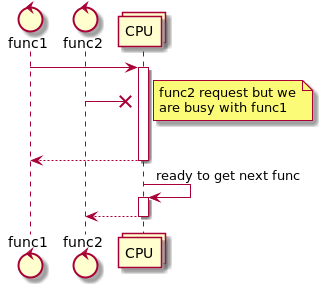 func1
func2
CPU
func2 request but we
are busy with func1
ready to get next func
func1
func2
CPU